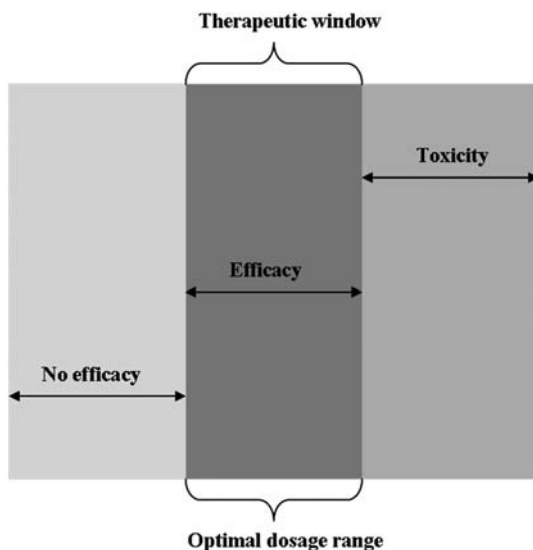 Therapeutic window
Toxicity
Efficacy
No efficacy
Optimal dosage range